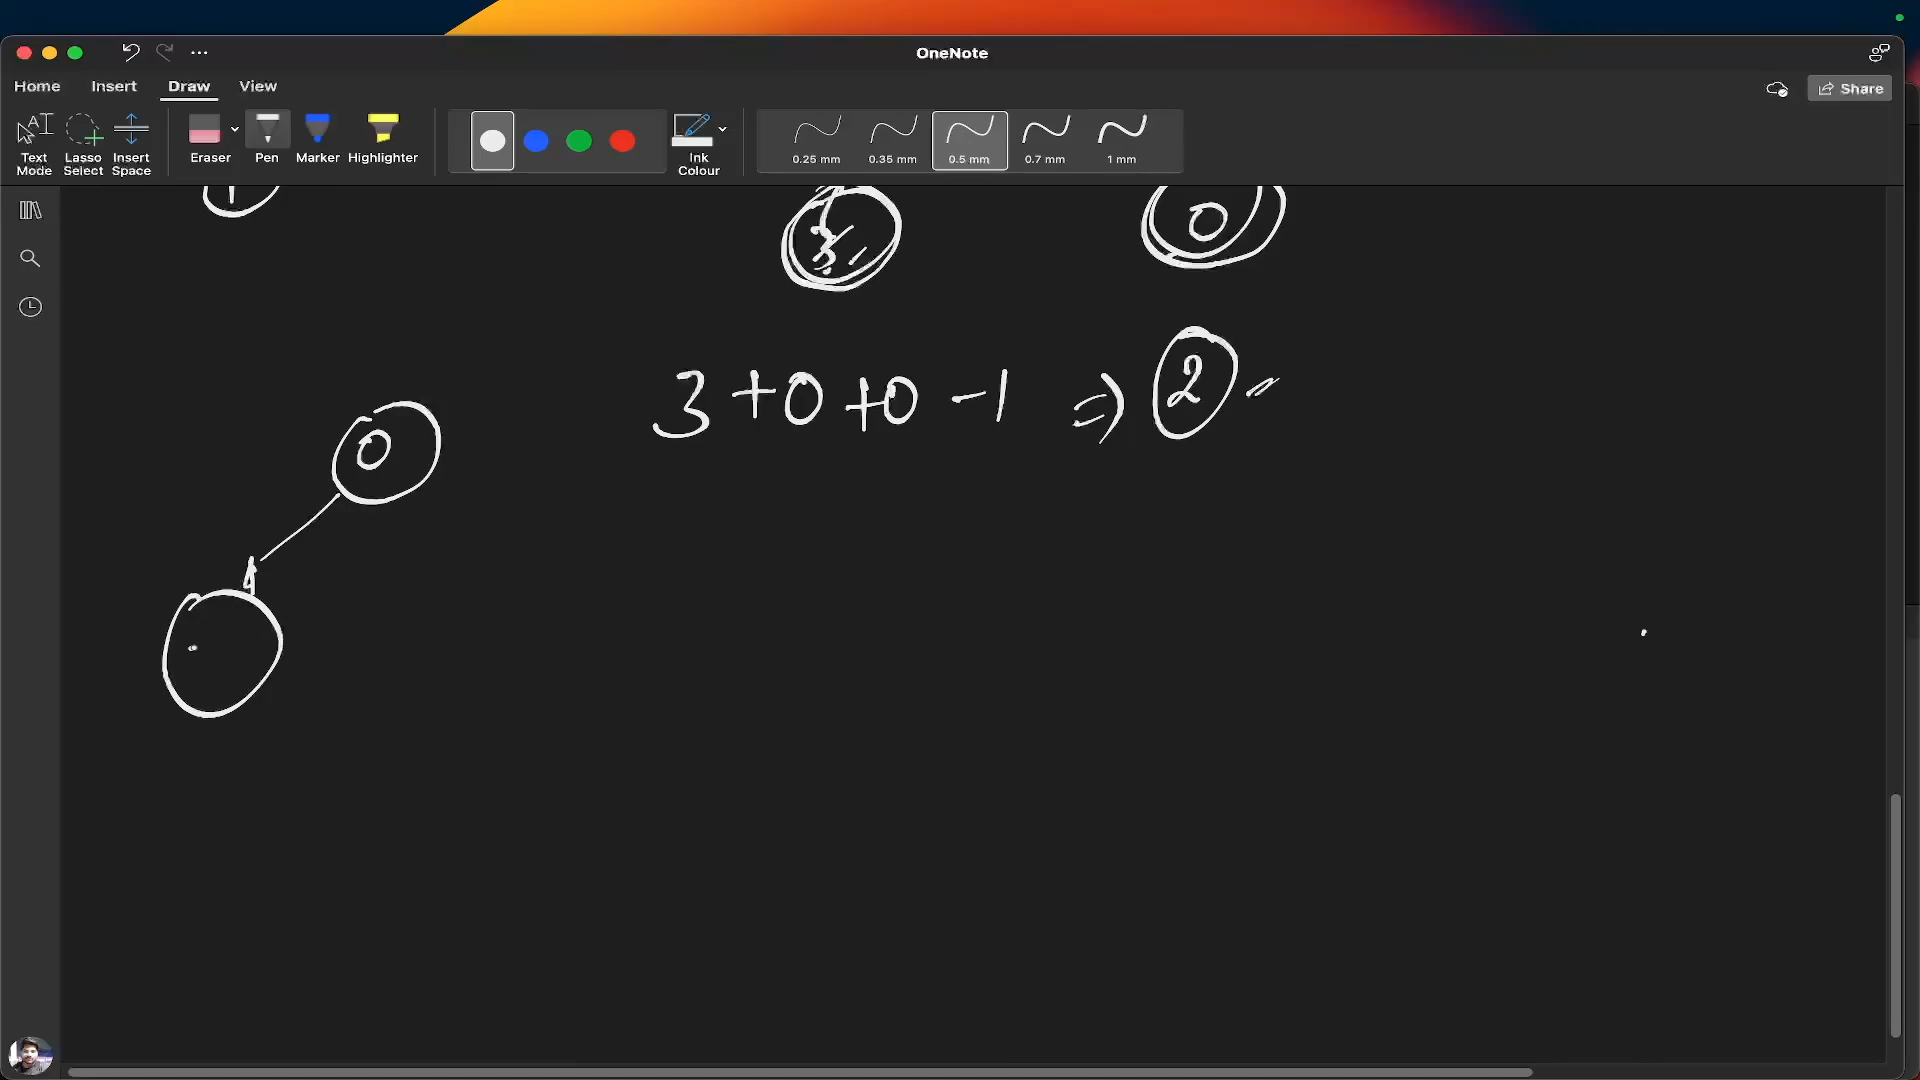 OneNote
Home Insert Draw View
Share
Text Mode
Lasso Select
Insert Space
Eraser
Pen
Marker
Highlighter
Ink Colour
0.25 mm
0.35 mm
0.5 mm
0.7 mm
1 mm
0
3 + 0 + 0 - 1 => 2
0